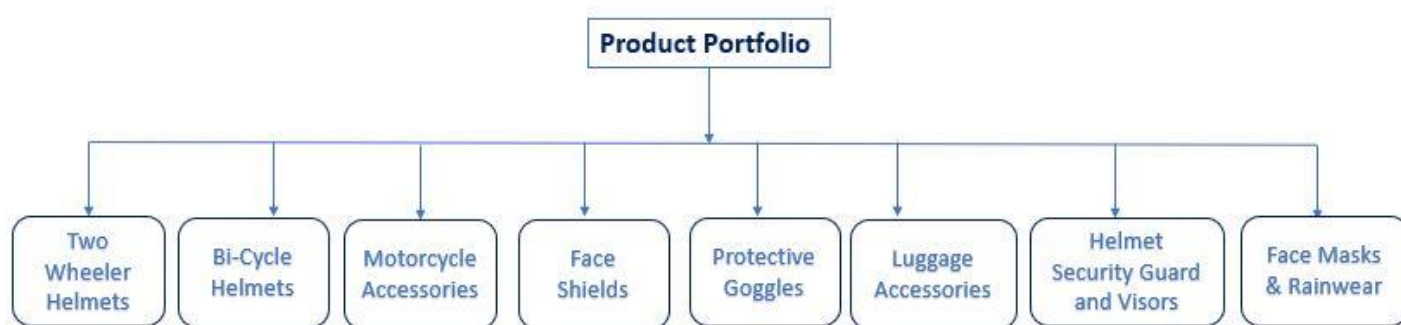 Product Portfolio
Two
Wheeler
Helmets
Bi-Cycle
Helmets
Motorcycle
Accessories
Face
Shields
Protective
Goggles
Luggage
Accessories
Helmet
Security Guard
and Visors
Face Masks
& Rainwear